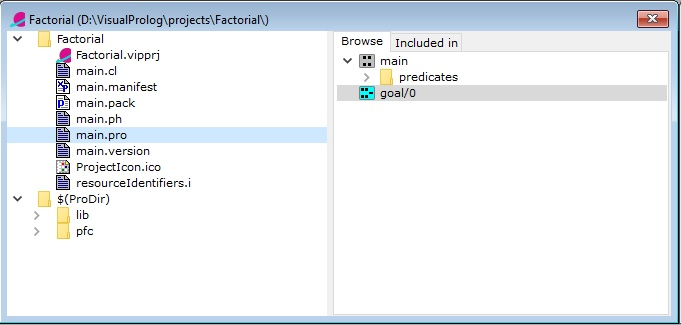 Factorial (D:\VisualProlog\projects\Factorial\)
Factorial
Factorial.vipprj
main.cl
main.manifest
main.pack
main.ph
main.pro
main.version
ProjectIcon.ico
resourceIdentifiers.i
$(ProDir)
lib
pfc
Browse Included in
main
predicates
goal/0